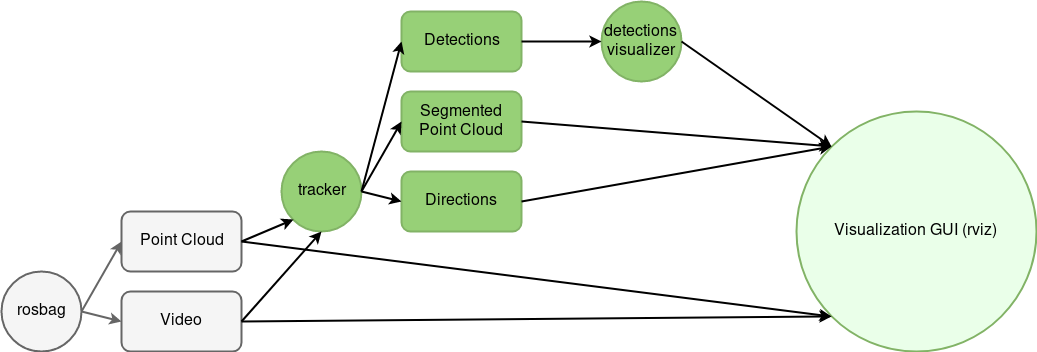 Detections
detections
visualizer
Segmented
Point Cloud
tracker
Directions
Point Cloud
Visualization GUI (rviz)
rosbag
Video